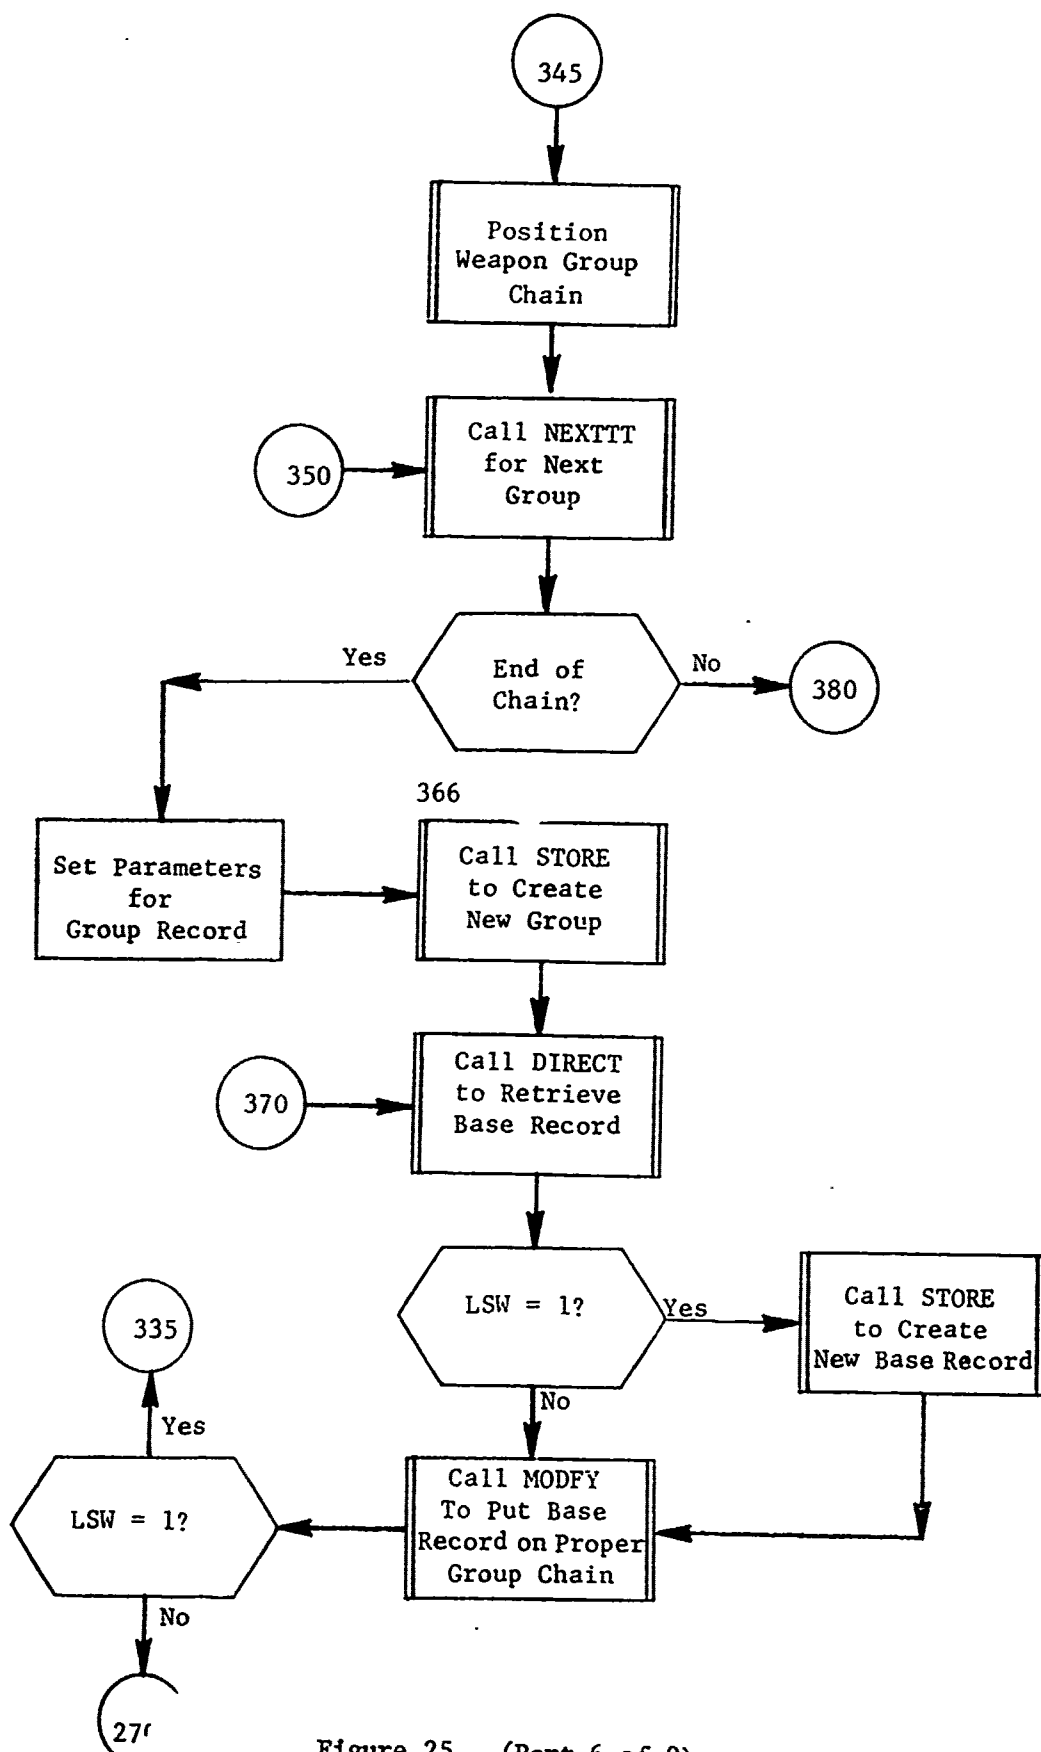 345
Position
Weapon Group
Chain
350
Call NEXTTT
for Next
Group
Yes
End of
Chain?
No
380
366
Set Parameters
for
Group Record
Call STORE
to Create
New Group
370
Call DIRECT
to Retrieve
Base Record
LSW = 1?
Yes
Call STORE
to Create
New Base Record
No
335
Yes
Call MODFY
To Put Base
Record on Proper
Group Chain
LSW = 1?
No
Figure 25. (Part 6 of